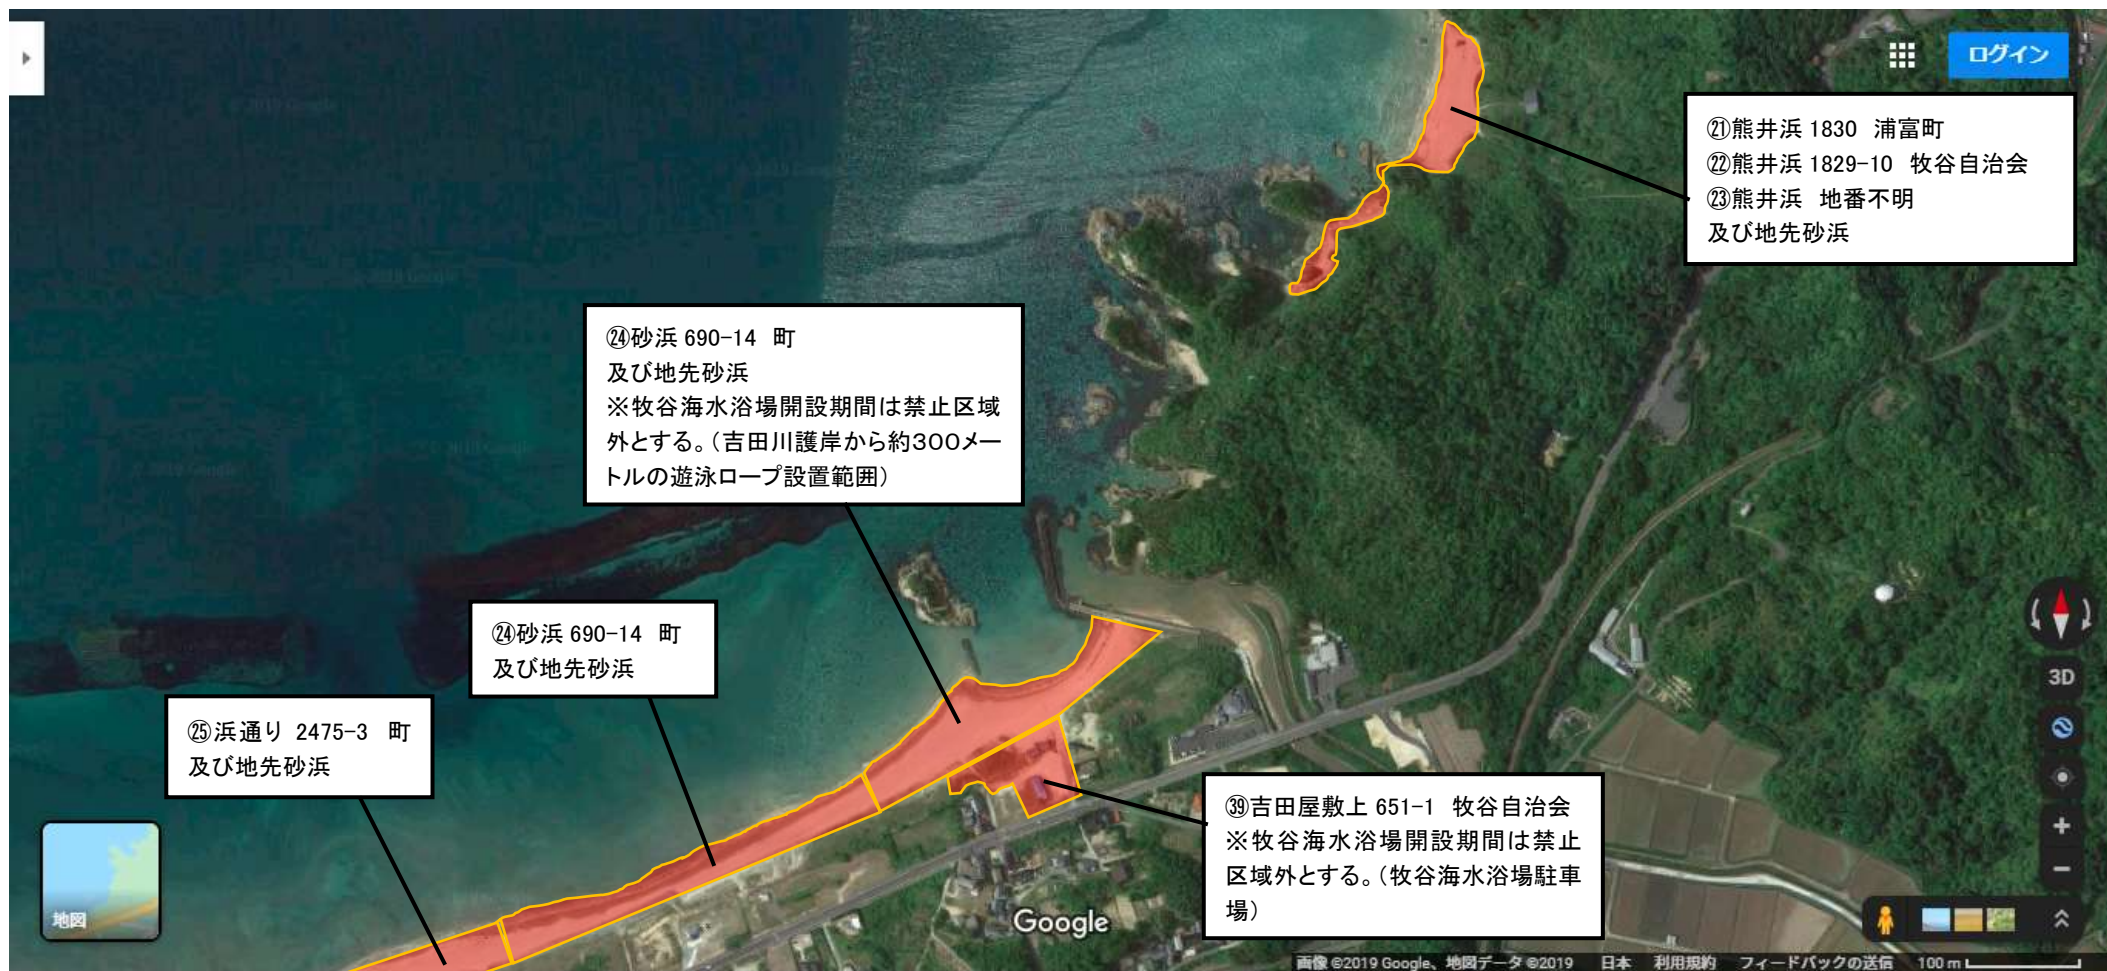 ログイン
㉑熊井浜 1830 浦富町
㉒熊井浜 1829-10 牧谷自治会
㉓熊井浜 地番不明
及び地先砂浜
㉔砂浜 690-14 町
及び地先砂浜
※牧谷海水浴場開設期間は禁止区域
外とする。（吉田川護岸から約300メー
トルの遊泳ロープ設置範囲）
㉔砂浜 690-14 町
及び地先砂浜
㉕浜通り 2475-3 町
及び地先砂浜
㊴吉田屋敷上 651-1 牧谷自治会
※牧谷海水浴場開設期間は禁止
区域外とする。（牧谷海水浴場駐車
場）
3D
地図
Google
画像 ©2019 Google、地図データ ©2019 日本 利用規約 フィードバックの送信 100 m